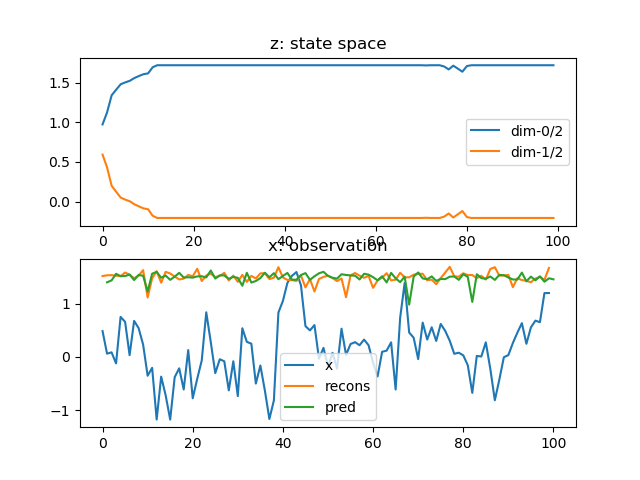 z: state space
1.5
1.0
0.5
0.0
dim-0/2
dim-1/2
0 20 40 60 80 100
x: observation
1
0
−1
x
recons
pred
0 20 40 60 80 100